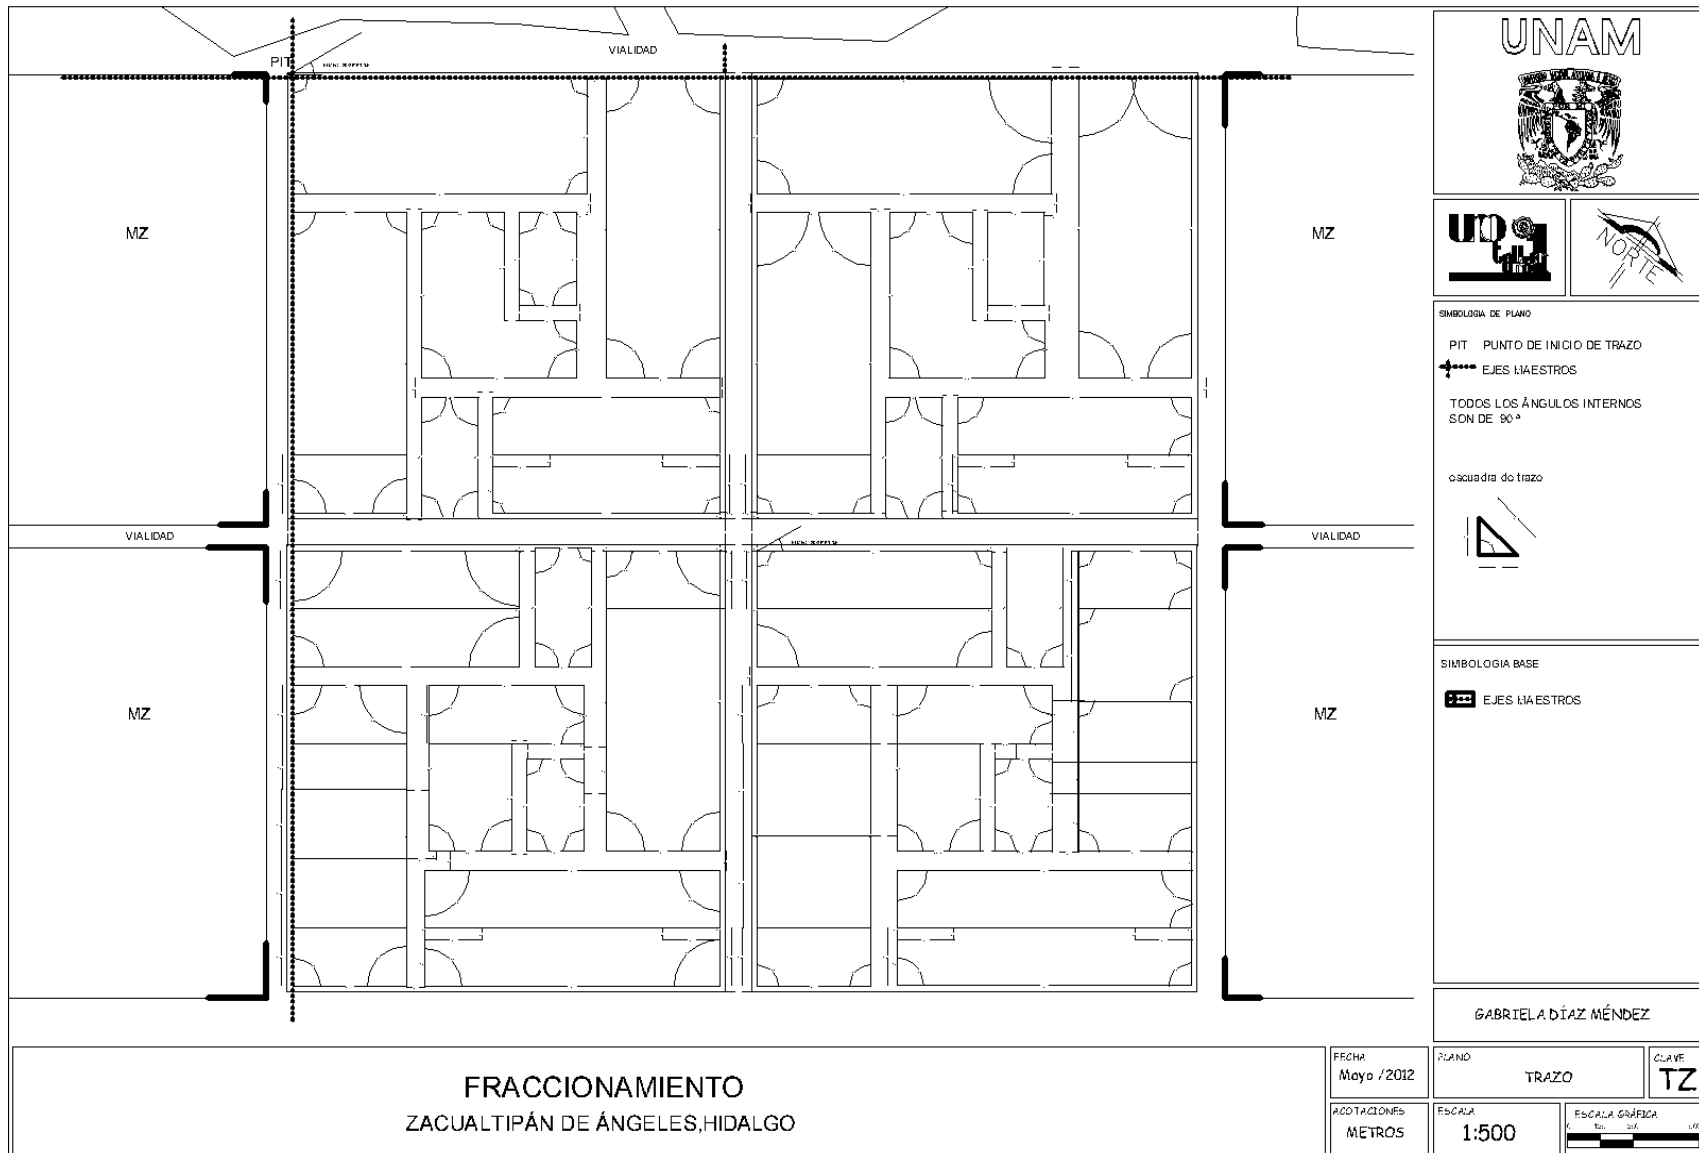 VIALIDAD
PIT
MZ
MZ
VIALIDAD
VIALIDAD
MZ
MZ
UNAM
NORTE
SIMBOLOGIA DE PLANO
PIT PUNTO DE INICIO DE TRAZO
EJES MAESTROS
TODOS LOS ÁNGULOS INTERNOS
SON DE 90 º
escuadra de trazo
SIMBOLOGIA BASE
EJES MAESTROS
GABRIELA DÍAZ MÉNDEZ
FRACCIONAMIENTO
ZACUALTIPÁN DE ÁNGELES,HIDALGO
FECHA
Mayo /2012
PLANO
TRAZO
CLAVE
TZ
ACOTACIONES
METROS
ESCALA
1:500
ESCALA GRÁFICA